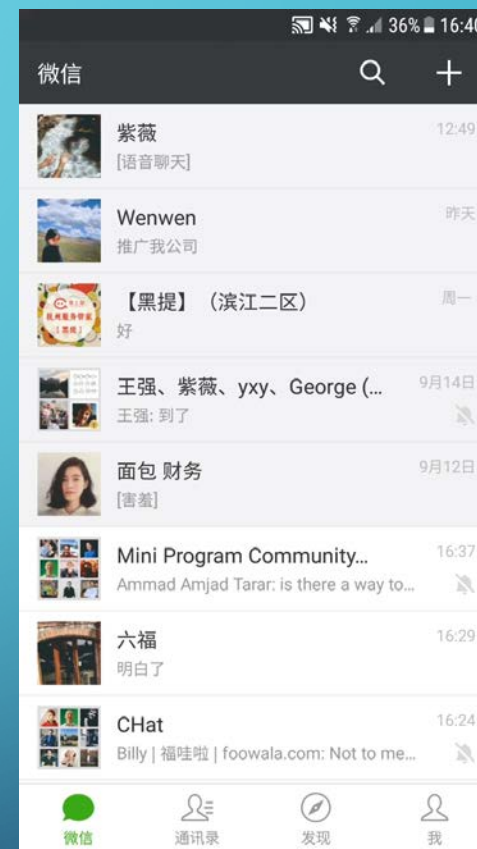 36% 16:40
微信
紫薇 12:49
[语音聊天]
Wenwen 昨天
推广我公司
【黑提】（滨江二区） 周一
好
王强、紫薇、yxy、George (... 9月14日
王强: 到了
面包 财务 9月12日
[害羞]
Mini Program Community... 16:37
Ammad Amjad Tarar: is there a way to...
六福 16:29
明白了
CHat 16:24
Billy | 福哇啦 | foowala.com: Not to me...
微信 通讯录 发现 我